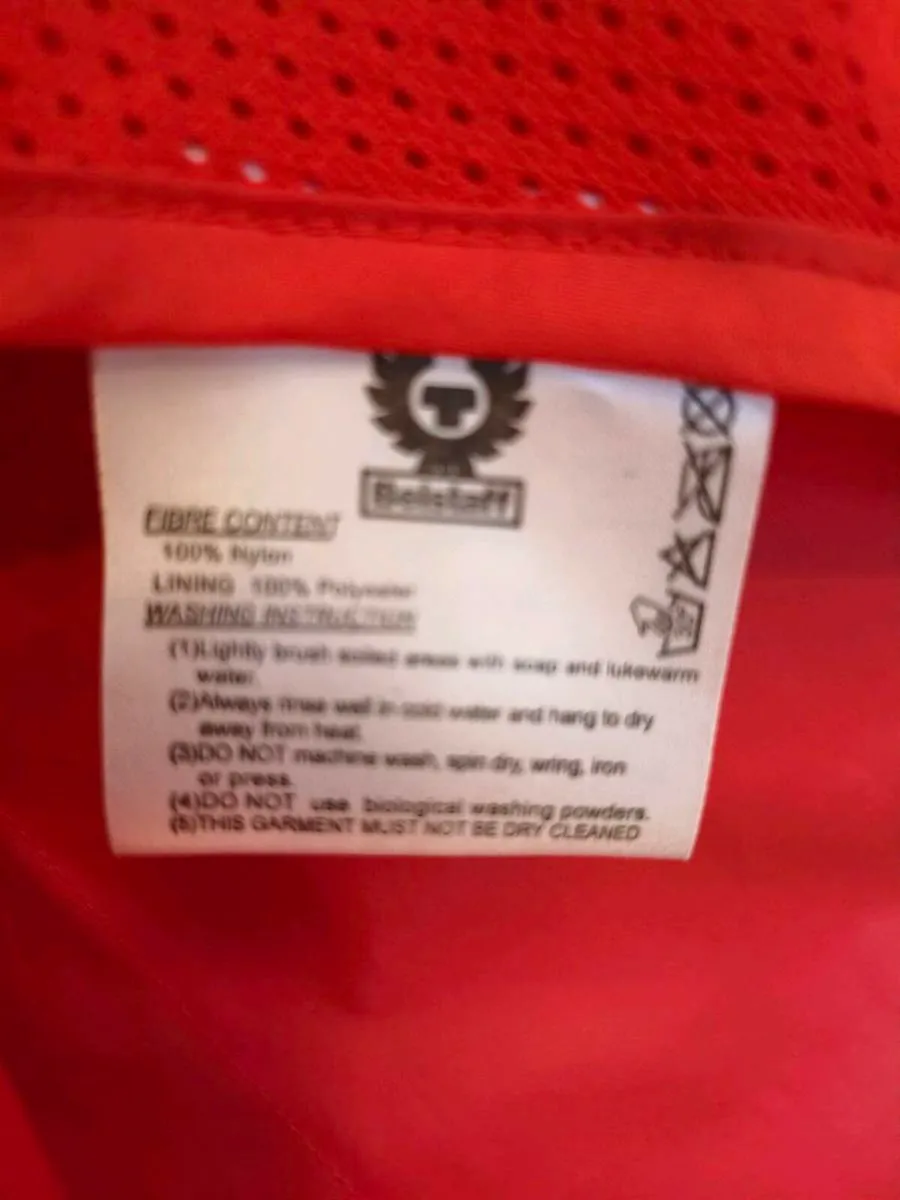 Belstaff
FIBRE CONTENT
100% Nylon
LINING 100% Polyester
WASHING INSTRUCTION
(1)Lightly brush soiled areas with soap and lukewarm
water.
(2)Always rinse well in cold water and hang to dry
away from heat.
(3)DO NOT machine wash, spin dry, wring, iron
or press.
(4)DO NOT use biological washing powders.
(5)THIS GARMENT MUST NOT BE DRY CLEANED